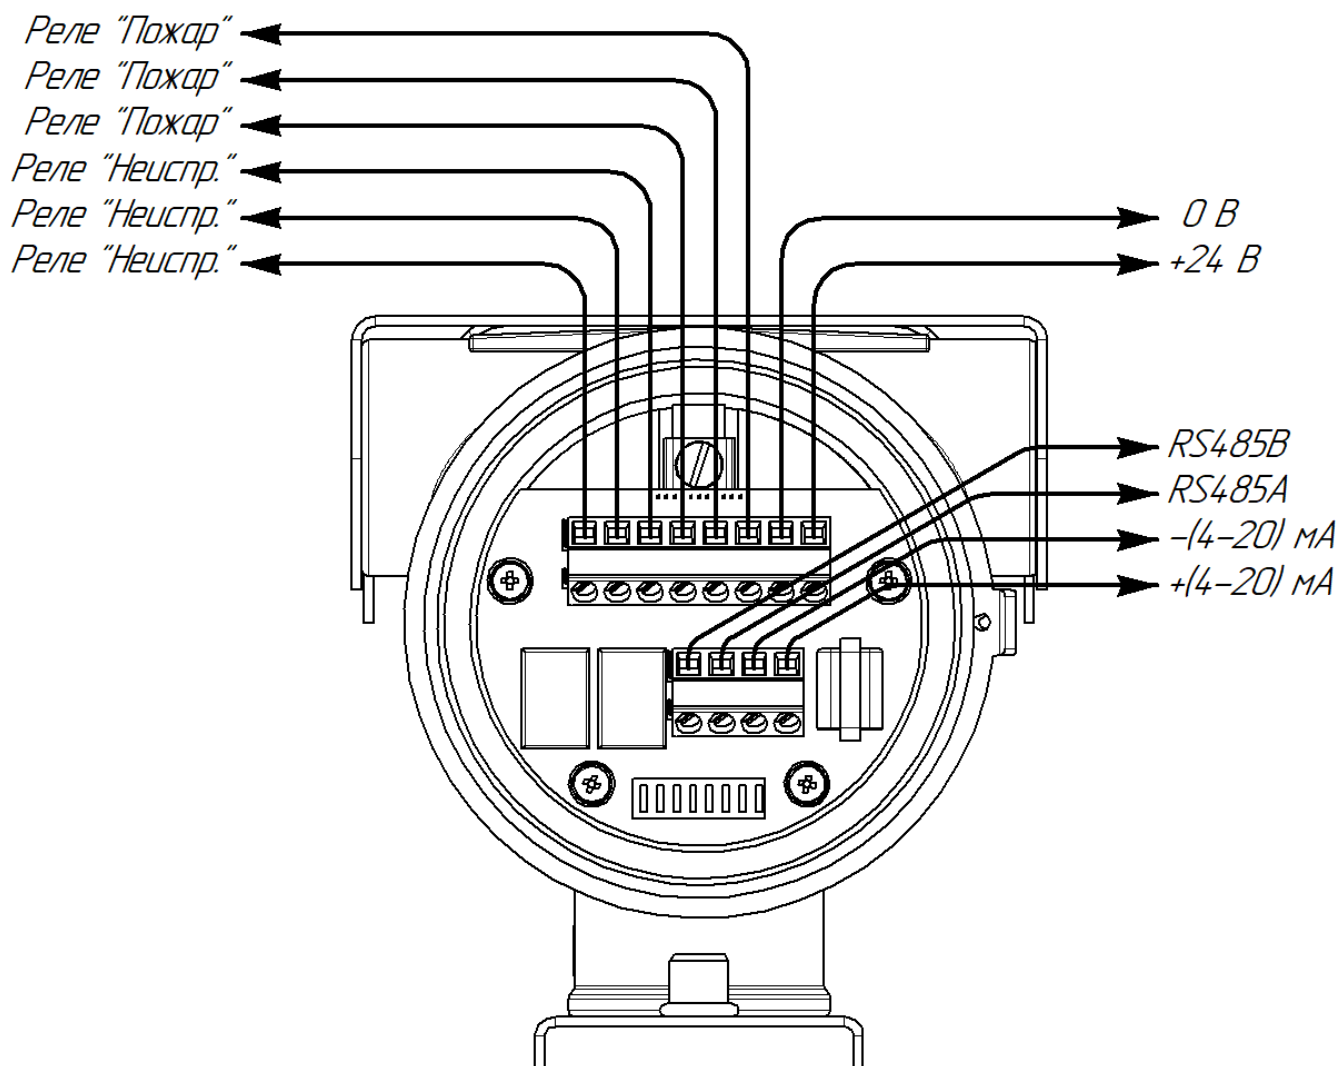 Реле "Пожар"
Реле "Пожар"
Реле "Пожар"
Реле "Неиспр."
Реле "Неиспр."
Реле "Неиспр."
0 В
+24 В
RS485B
RS485A
-(4-20) мА
+(4-20) мА